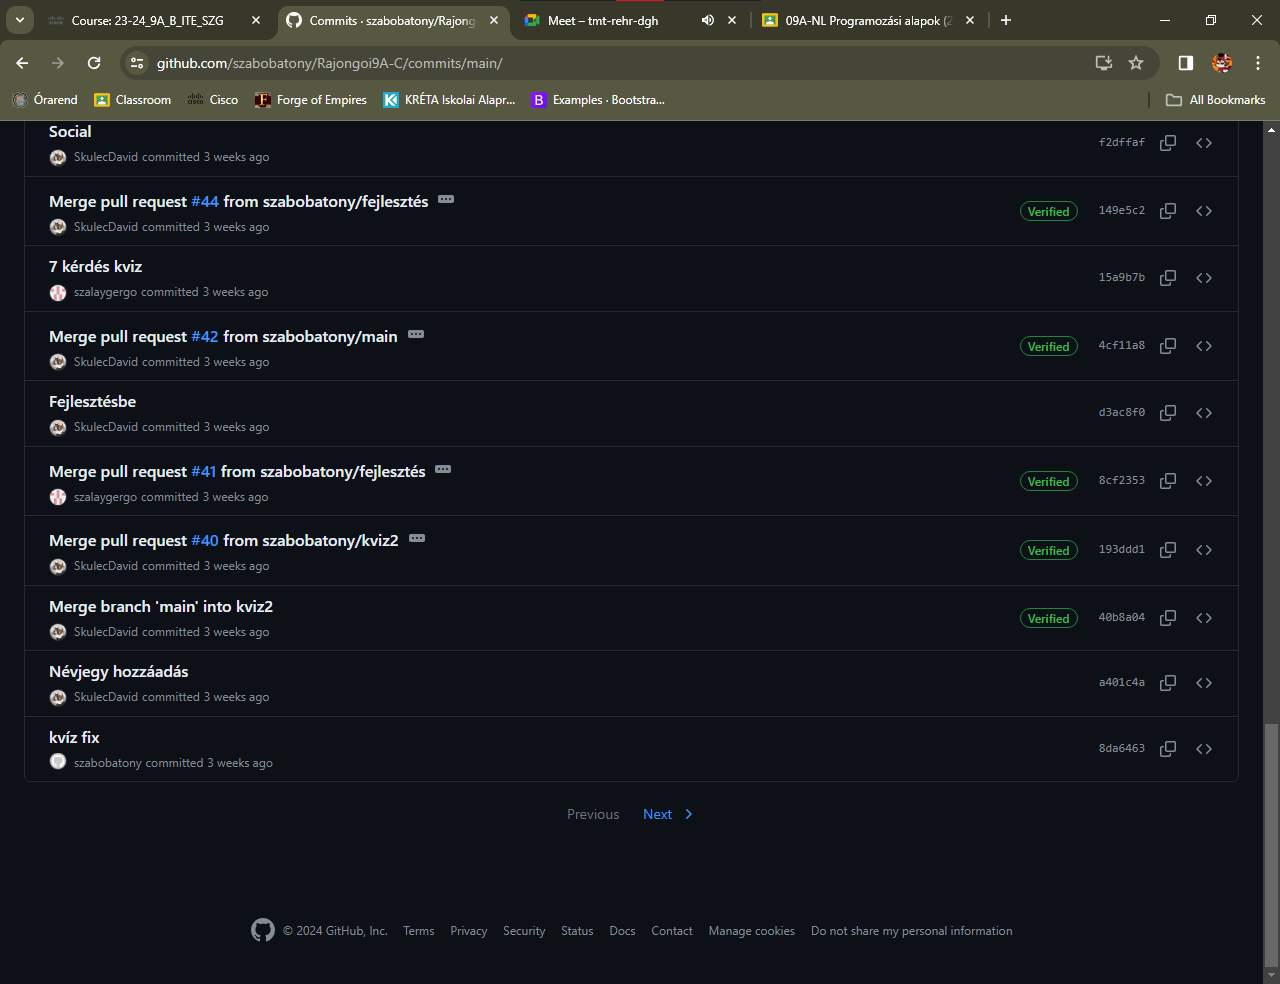 Course: 23-24_9A_B_ITE_SZG
Commits · szabobatony/Rajong
Meet – tmt-rehr-dgh
09A-NL Programozási alapok (2
github.com/szabobatony/Rajongoi9A-C/commits/main/
Órarend
Classroom
Cisco
Forge of Empires
KRÉTA Iskolai Alapr...
Examples · Bootstra...
All Bookmarks
Social
SkulecDavid committed 3 weeks ago
f2dffaf
Merge pull request #44 from szabobatony/fejlesztés
SkulecDavid committed 3 weeks ago
Verified
149e5c2
7 kérdés kviz
szalaygergo committed 3 weeks ago
15a9b7b
Merge pull request #42 from szabobatony/main
SkulecDavid committed 3 weeks ago
Verified
4cf11a8
Fejlesztésbe
SkulecDavid committed 3 weeks ago
d3ac8f0
Merge pull request #41 from szabobatony/fejlesztés
szalaygergo committed 3 weeks ago
Verified
8cf2353
Merge pull request #40 from szabobatony/kviz2
SkulecDavid committed 3 weeks ago
Verified
193ddd1
Merge branch 'main' into kviz2
SkulecDavid committed 3 weeks ago
Verified
40b8a04
Névjegy hozzáadás
SkulecDavid committed 3 weeks ago
a401c4a
kvíz fix
szabobatony committed 3 weeks ago
8da6463
Previous
Next
© 2024 GitHub, Inc.
Terms
Privacy
Security
Status
Docs
Contact
Manage cookies
Do not share my personal information